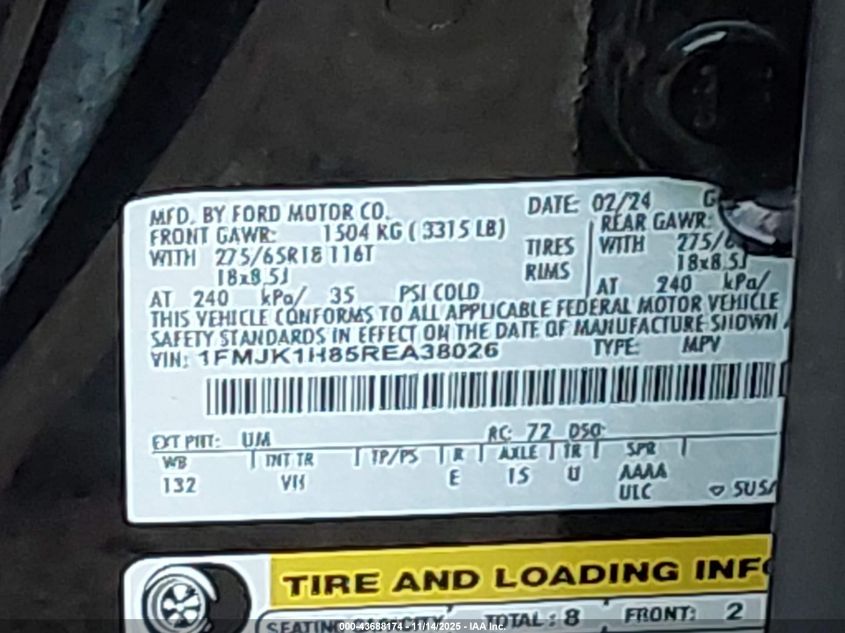 MFD. BY FORD MOTOR CO. DATE: 02/24 G
FRONT GAWR: 1504 KG ( 3315 LB) REAR GAWR:
WITH 275/65R18 116T TIRES WITH 275/6
18x8.5J RIMS 18x8.5J
AT 240 kPa/ 35 PSI COLD AT 240 kPa/
THIS VEHICLE CONFORMS TO ALL APPLICABLE FEDERAL MOTOR VEHICLE
SAFETY STANDARDS IN EFFECT ON THE DATE OF MANUFACTURE SHOWN
VIN: 1FMJK1H85REA38026 TYPE: MPV
EXT PNT: UM RC: 72 DSO:
WB INT TR TP/PS R AXLE TR SPR
132 VH E I5 U AAAA
ULC 5US
TIRE AND LOADING INF
TOTAL : 8 FRONT: 2
000-43688174 - 11/14/2025 - IAA Inc.